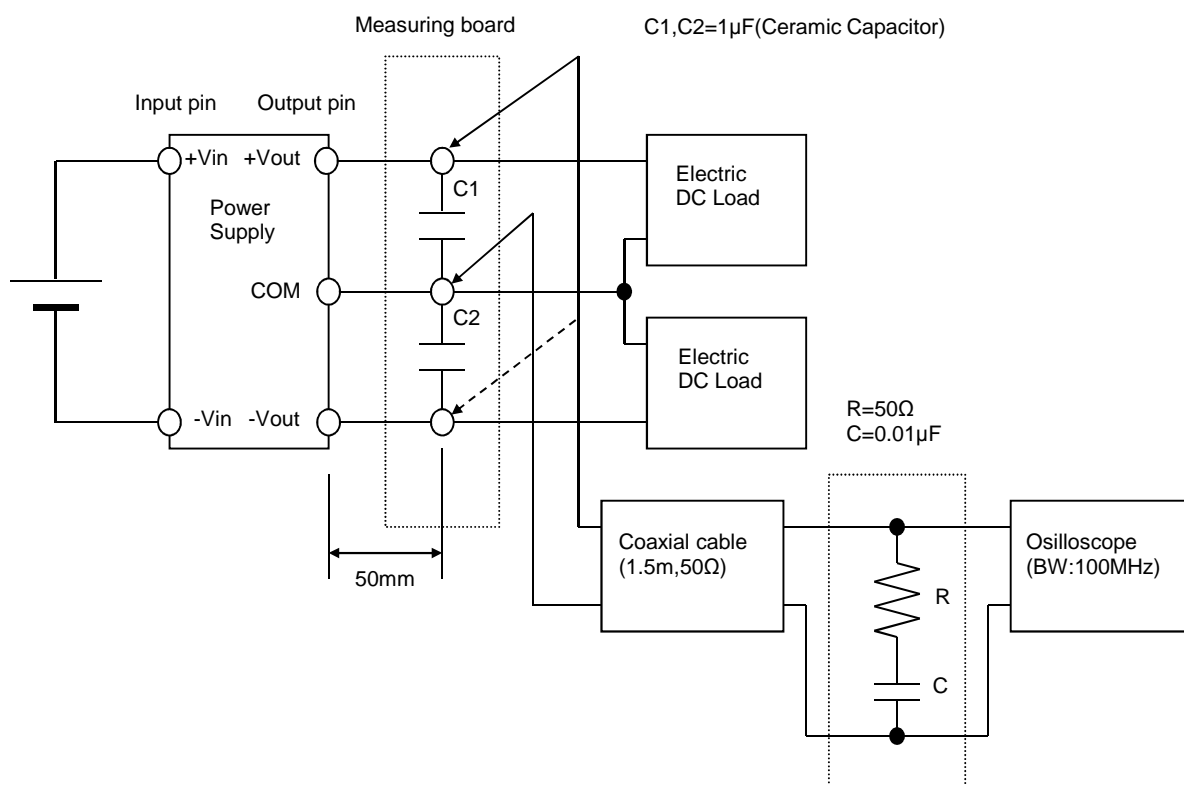 Measuring board
C1,C2=1µF(Ceramic Capacitor)
Input pin
Output pin
+Vin
+Vout
C1
Electric
DC Load
Power
Supply
COM
C2
Electric
DC Load
-Vin
-Vout
R=50Ω
C=0.01µF
50mm
Coaxial cable
(1.5m,50Ω)
Osilloscope
(BW:100MHz)
R
C